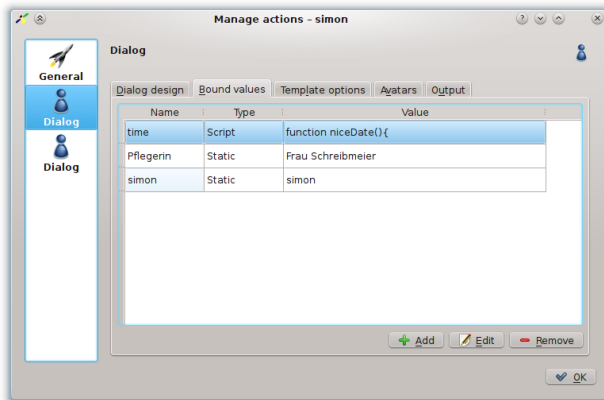 Manage actions – simon
General
Dialog
Dialog
Dialog
Dialog design Bound values Template options Avatars Output
Name Type Value
time Script function niceDate(){
Pflegerin Static Frau Schreibmeier
simon Static simon
Add Edit Remove
OK